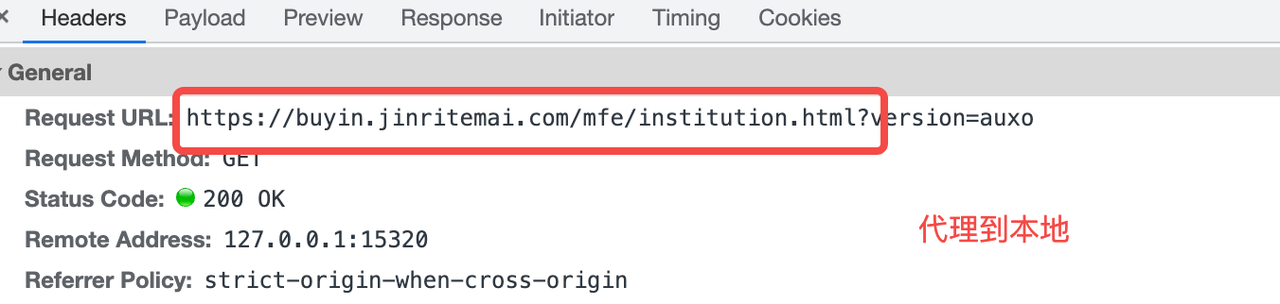 Headers Payload Preview Response Initiator Timing Cookies
General
Request URL: https://buyin.jinritemai.com/mfe/institution.html?version=auxo
Request Method: GET
Status Code: 200 OK
代理到本地
Remote Address: 127.0.0.1:15320
Referrer Policy: strict-origin-when-cross-origin